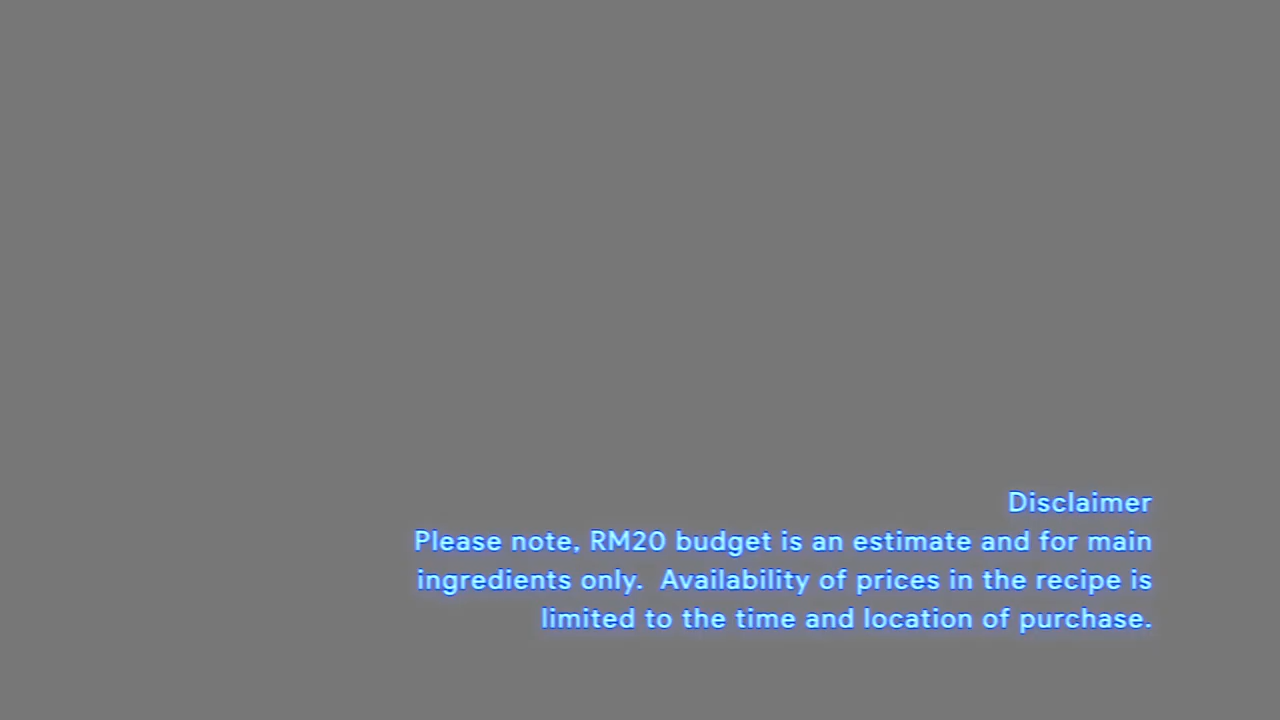 Disclaimer
Please note, RM20 budget is an estimate and for main
ingredients only.  Availability of prices in the recipe is
limited to the time and location of purchase.